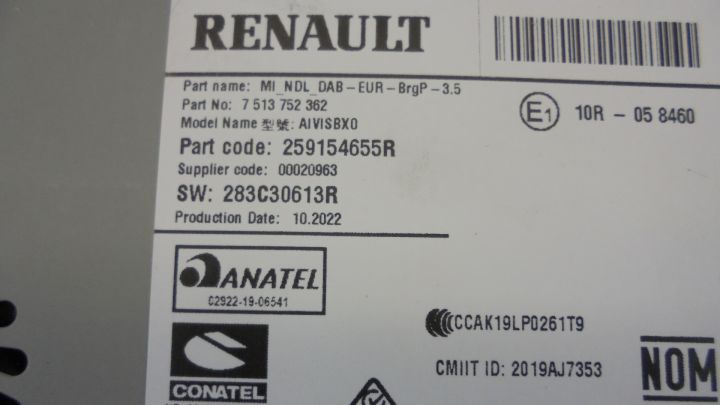 RENAULT
Part name: MI_NDL_DAB-EUR-BrgP-3.5
Part No: 7 513 752 362
Model Name 型號: AIVISBX0
Part code: 259154655R
Supplier code: 00020963
SW: 283C30613R
Production Date: 10.2022
E1 10R - 05 8460
ANATEL
02922-19-06541
CCAK19LP0261T9
CONATEL
CMIIT ID: 2019AJ7353
NOM